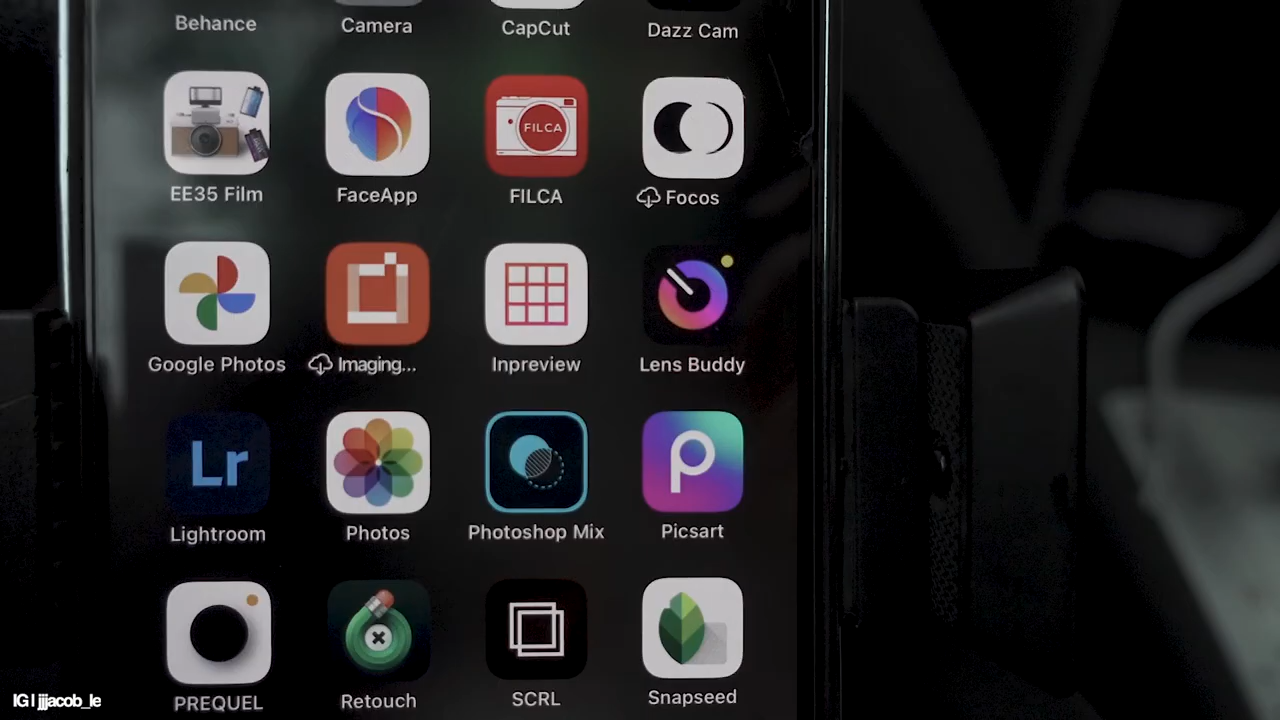 Behance
Camera
CapCut
Dazz Cam
FILCA
EE35 Film
FaceApp
FILCA
Focos
Google Photos
Imaging...
Inpreview
Lens Buddy
Lr
Lightroom
Photos
Photoshop Mix
Picsart
PREQUEL
Retouch
SCRL
Snapseed
IG | jjjacob_le